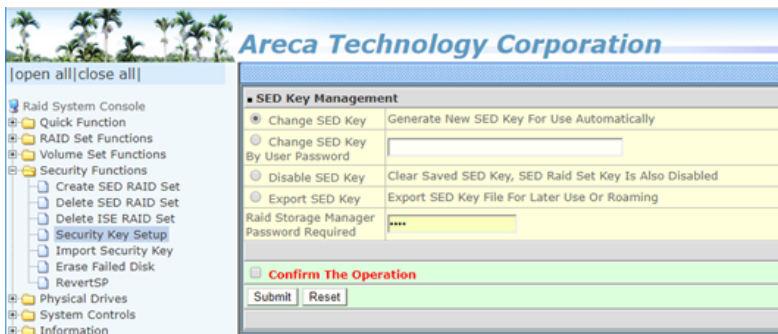 Areca Technology Corporation
|open all|close all|
Raid System Console
Quick Function
RAID Set Functions
Volume Set Functions
Security Functions
Create SED RAID Set
Delete SED RAID Set
Delete ISE RAID Set
Security Key Setup
Import Security Key
Erase Failed Disk
RevertSP
Physical Drives
System Controls
Information
SED Key Management
Change SED Key Generate New SED Key For Use Automatically
Change SED Key
By User Password
Disable SED Key Clear Saved SED Key, SED Raid Set Key Is Also Disabled
Export SED Key Export SED Key File For Later Use Or Roaming
Raid Storage Manager
Password Required
Confirm The Operation
Submit Reset